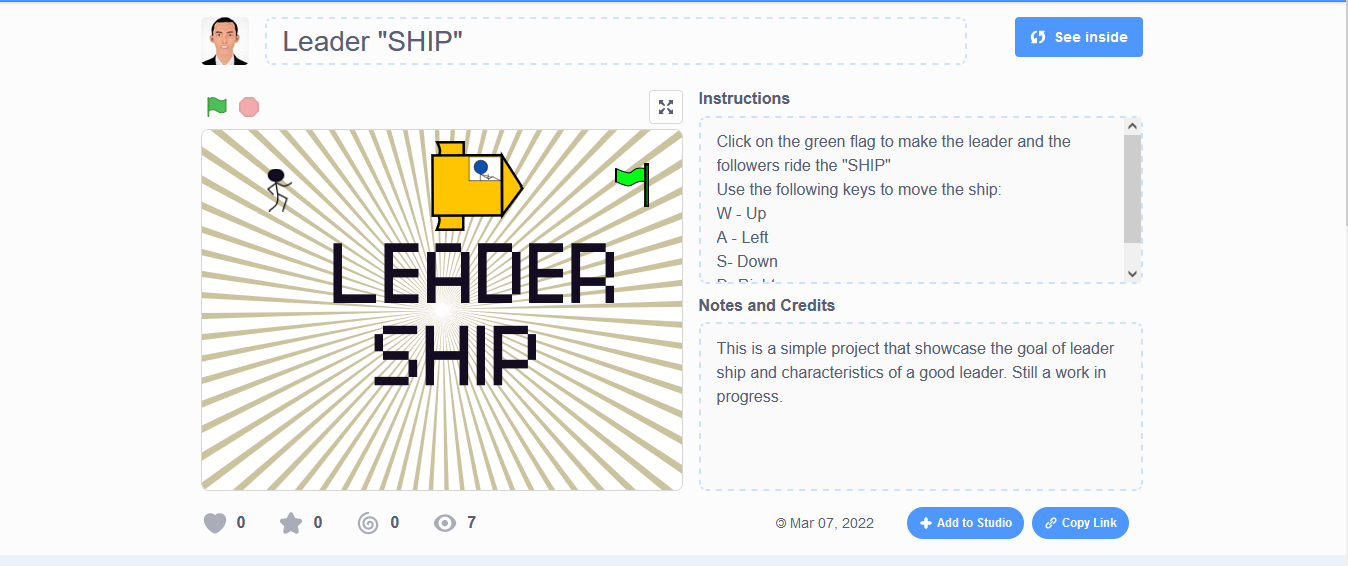 Leader "SHIP"
See inside
Instructions
Click on the green flag to make the leader and the
followers ride the "SHIP"
Use the following keys to move the ship:
W - Up
A - Left
S- Down
LEADER
SHIP
Notes and Credits
This is a simple project that showcase the goal of leader
ship and characteristics of a good leader. Still a work in
progress.
0
0
0
7
Mar 07, 2022
Add to Studio
Copy Link